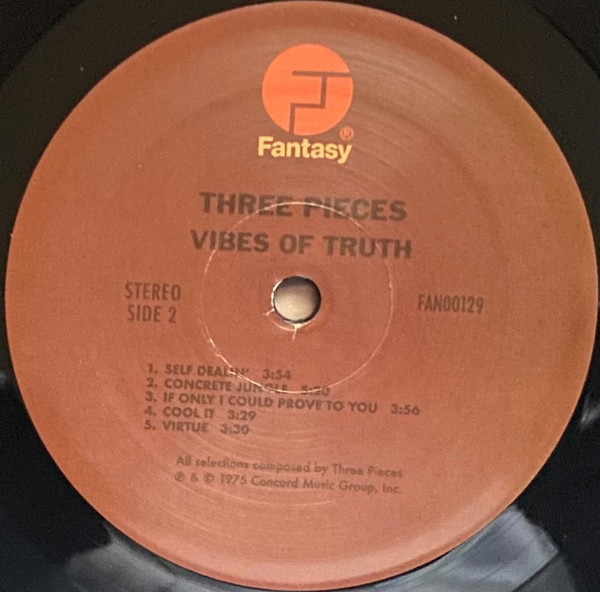 ®
Fantasy
THREE PIECES
VIBES OF TRUTH
STEREO
SIDE 2
FAN00129
1. SELF DEALIN' 3:54
2. CONCRETE JUNGLE 5:20
3. IF ONLY I COULD PROVE TO YOU 3:56
4. COOL IT 3:29
5. VIRTUE 3:30
All selections composed by Three Pieces
℗ & © 1975 Concord Music Group, Inc.